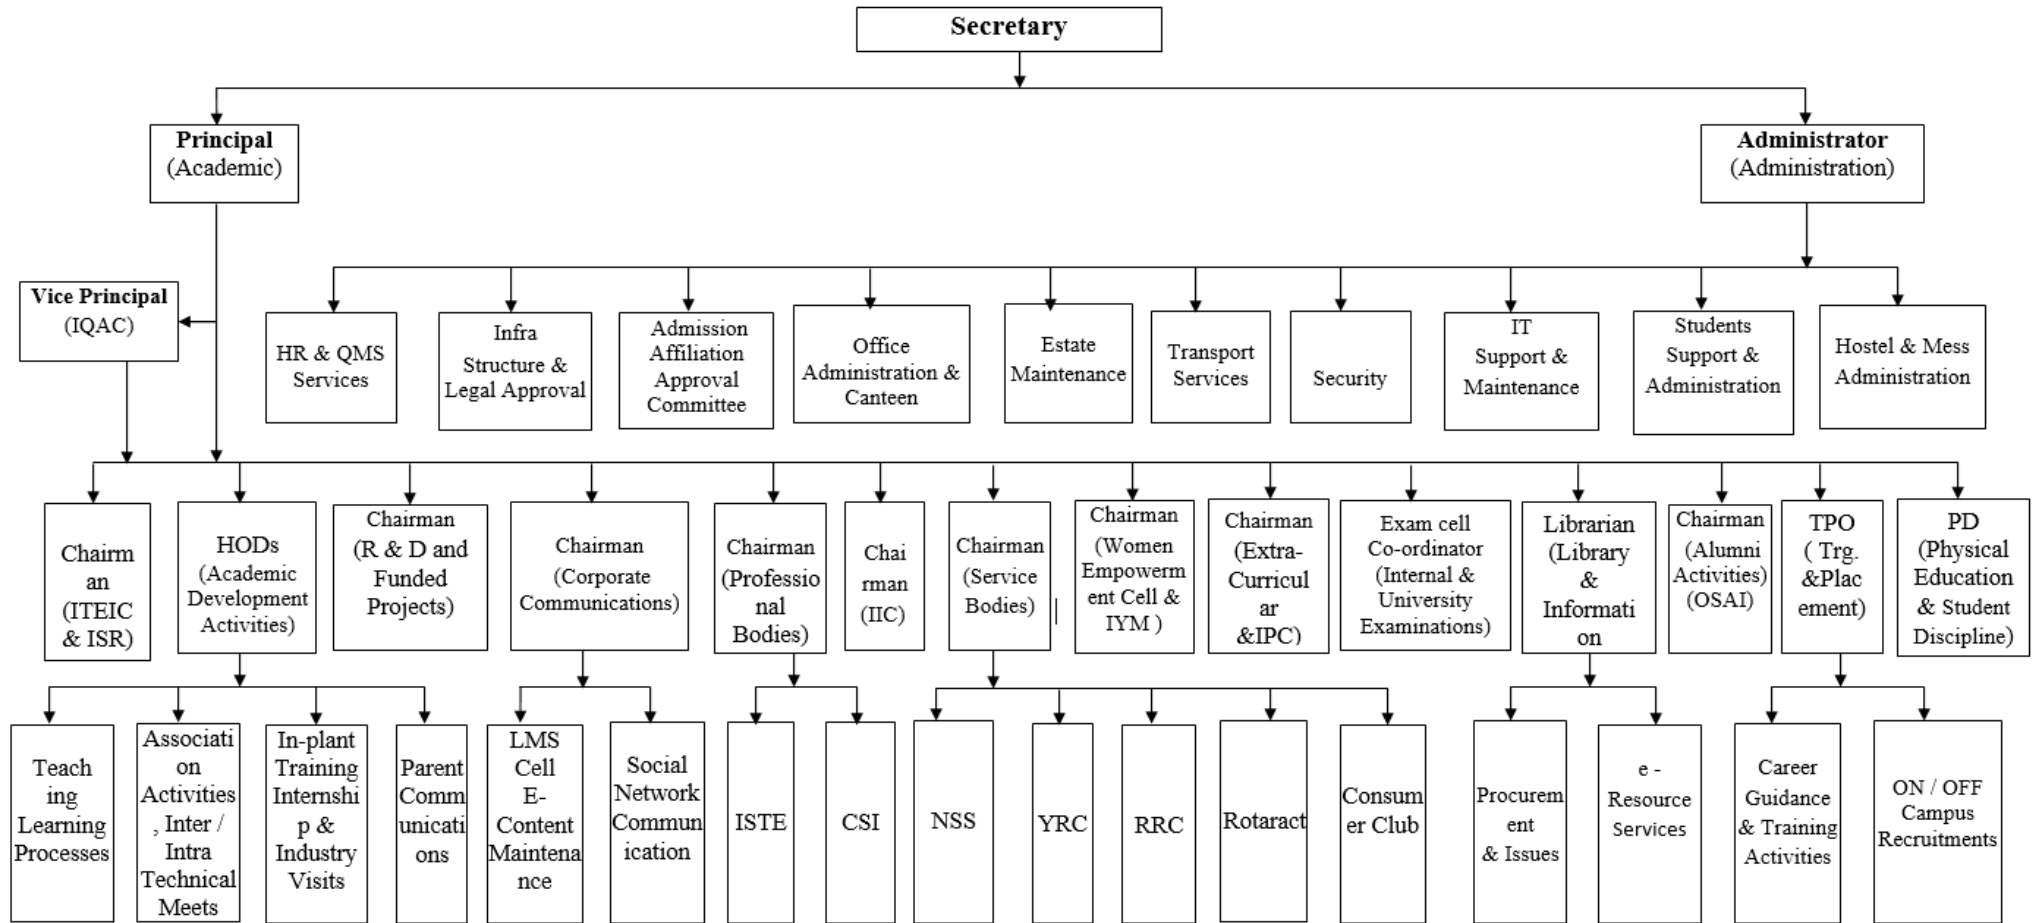 Secretary
Principal
(Academic)
Administrator
(Administration)
Vice Principal
(IQAC)
HR & QMS
Services
Infra
Structure &
Legal Approval
Admission
Affiliation
Approval
Committee
Office
Administration &
Canteen
Estate
Maintenance
Transport
Services
Security
IT
Support &
Maintenance
Students
Support &
Administration
Hostel & Mess
Administration
Chairm
an
(ITEIC
& ISR)
HODs
(Academic
Development
Activities)
Chairman
(R & D and
Funded
Projects)
Chairman
(Corporate
Communications)
Chairman
(Professio
nal
Bodies)
Chai
rman
(IIC)
Chairman
(Service
Bodies)
Chairman
(Women
Empowerm
ent Cell &
IYM )
Chairman
(Extra-
Curricul
ar
&IPC)
Exam cell
Co-ordinator
(Internal &
University
Examinations)
Librarian
(Library
&
Informati
on
Chairman
(Alumni
Activities)
(OSAI)
TPO
( Trg.
&Plac
ement)
PD
(Physical
Education
& Student
Discipline)
Teach
ing
Learning
Processes
Associati
on
Activities
, Inter /
Intra
Technical
Meets
In-plant
Training
Internshi
p &
Industry
Visits
Parent
Comm
unicati
ons
LMS
Cell
E-
Content
Maintena
nce
Social
Network
Commun
ication
ISTE
CSI
NSS
YRC
RRC
Rotaract
Consum
er Club
Procurem
ent
& Issues
e -
Resource
Services
Career
Guidance
& Training
Activities
ON / OFF
Campus
Recruitments